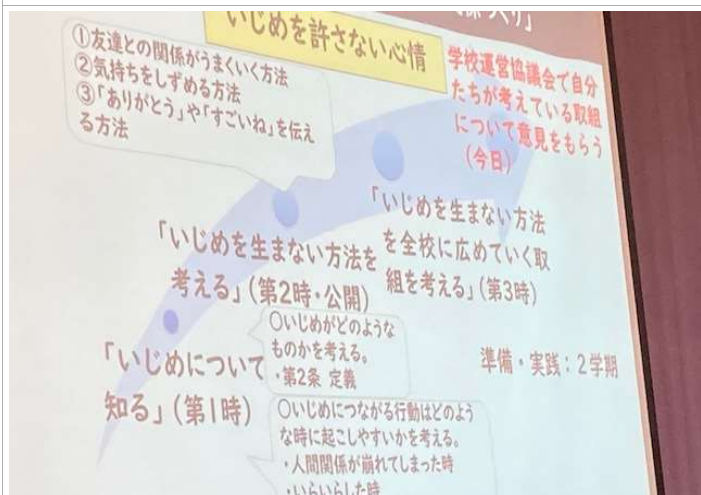 いじめを許さない心情
①友達との関係がうまくいく方法
②気持ちをしずめる方法
③「ありがとう」や「すごいね」を伝え
る方法
学校運営協議会で自分
たちが考えている取組
について意見をもらう
(今日)
「いじめを生まない方法
を全校に広めていく取
組を考える」(第3時)
「いじめを生まない方法を
考える」(第2時・公開)
○いじめがどのような
ものかを考える。
・第2条 定義
「いじめについて
知る」(第1時)
準備・実践:2学期
○いじめにつながる行動はどのよう
な時に起こしやすいかを考える。
・人間関係が崩れてしまった時
・いらいらした時